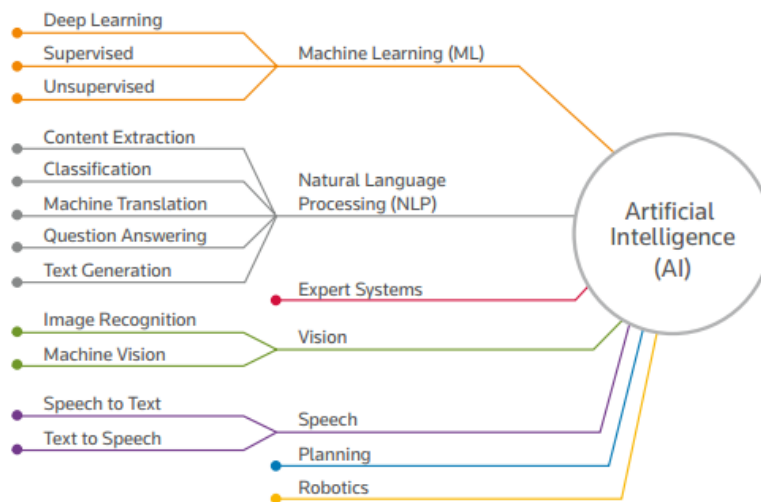 Deep Learning
Supervised
Unsupervised
Machine Learning (ML)
Content Extraction
Classification
Machine Translation
Question Answering
Text Generation
Natural Language
Processing (NLP)
Expert Systems
Image Recognition
Machine Vision
Vision
Speech to Text
Text to Speech
Speech
Planning
Robotics
Artificial
Intelligence
(AI)